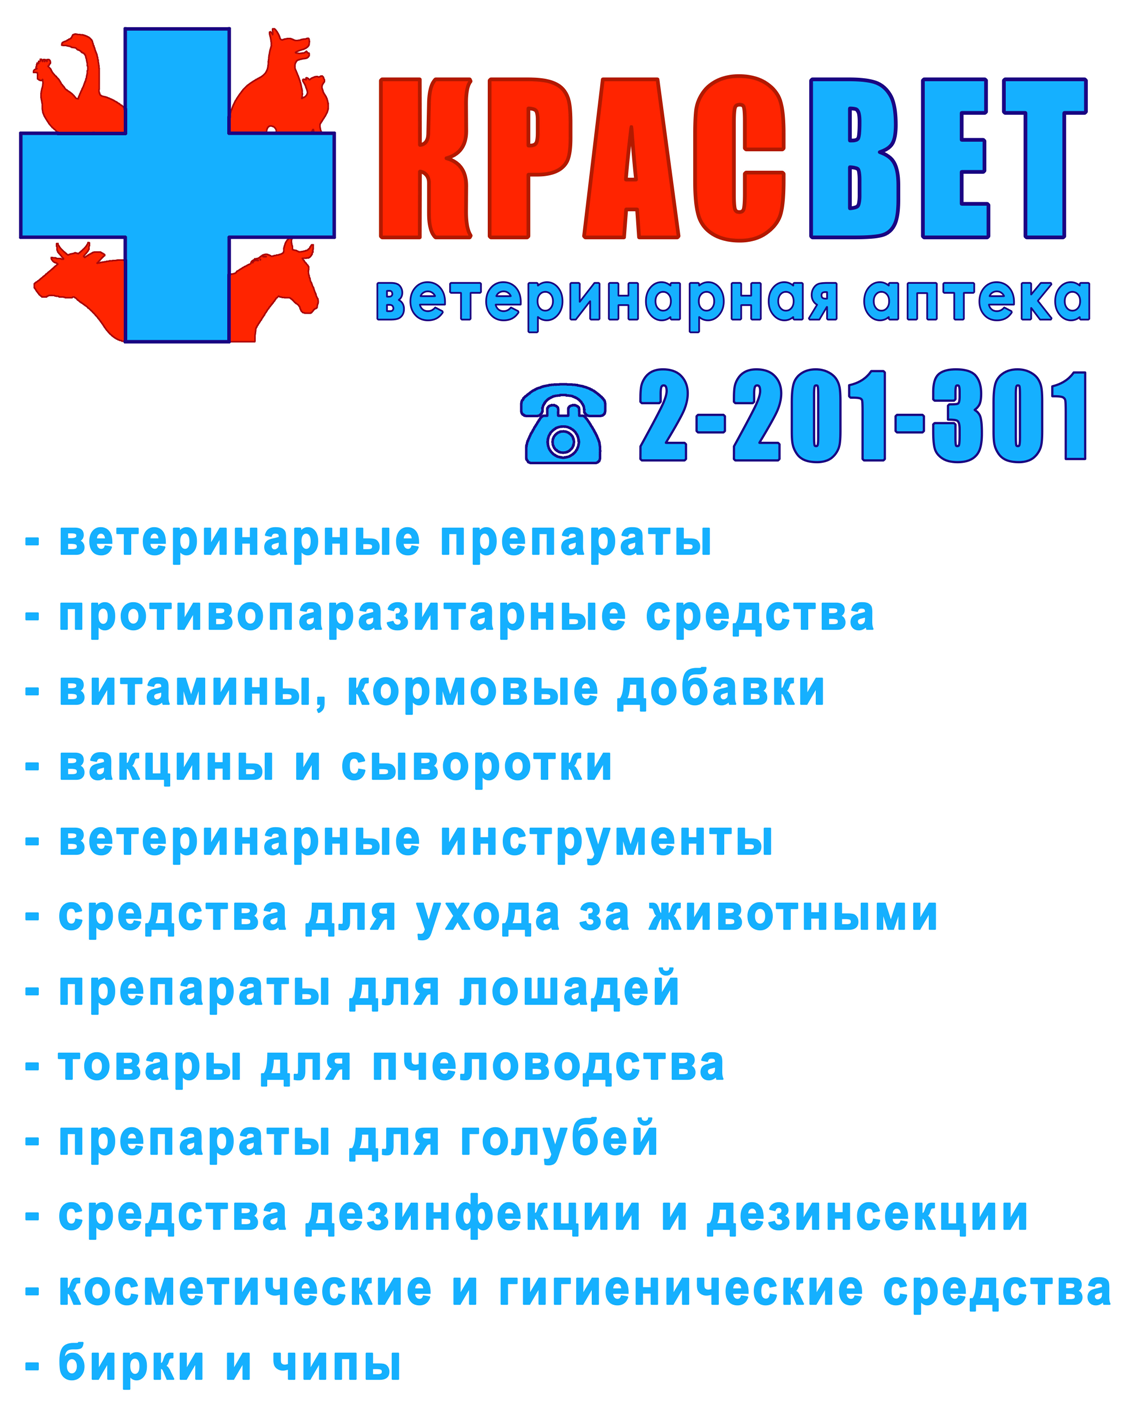 КРАСВЕТ
ветеринарная аптека
2-201-301
- ветеринарные препараты
- противопаразитарные средства
- витамины, кормовые добавки
- вакцины и сыворотки
- ветеринарные инструменты
- средства для ухода за животными
- препараты для лошадей
- товары для пчеловодства
- препараты для голубей
- средства дезинфекции и дезинсекции
- косметические и гигиенические средства
- бирки и чипы